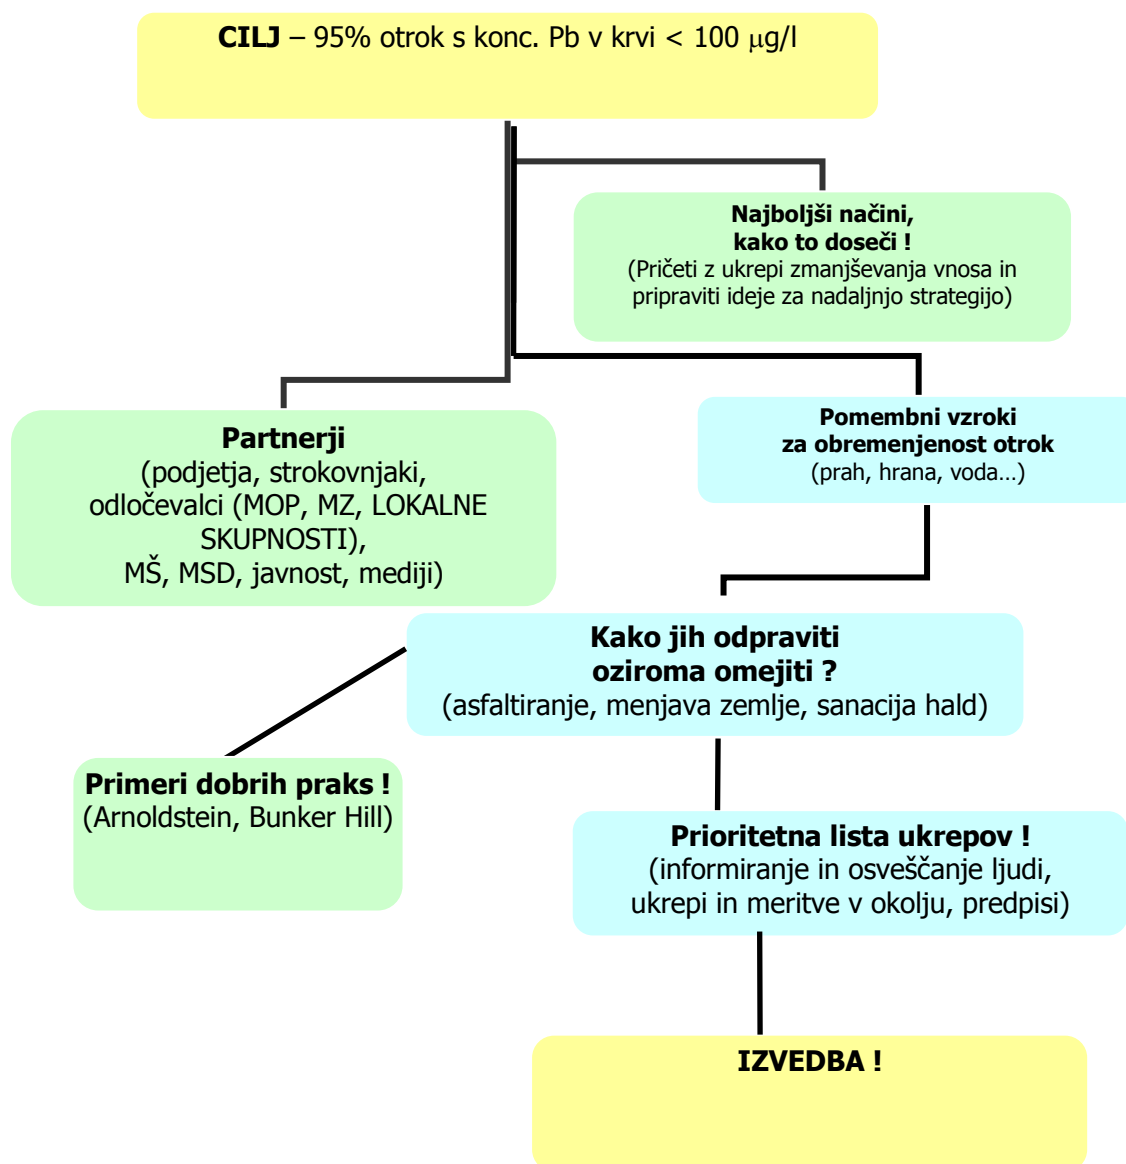 CILJ – 95% otrok s konc. Pb v krvi < 100 μg/l
Najboljši načini,
kako to doseči !
(Pričeti z ukrepi zmanjševanja vnosa in
pripraviti ideje za nadaljnjo strategijo)
Partnerji
(podjetja, strokovnjaki,
odločevalci (MOP, MZ, LOKALNE
SKUPNOSTI),
MŠ, MSD, javnost, mediji)
Pomembni vzroki
za obremenjenost otrok
(prah, hrana, voda…)
Kako jih odpraviti
oziroma omejiti ?
(asfaltiranje, menjava zemlje, sanacija hald)
Primeri dobrih praks !
(Arnoldstein, Bunker Hill)
Prioritetna lista ukrepov !
(informiranje in osveščanje ljudi,
ukrepi in meritve v okolju, predpisi)
IZVEDBA !